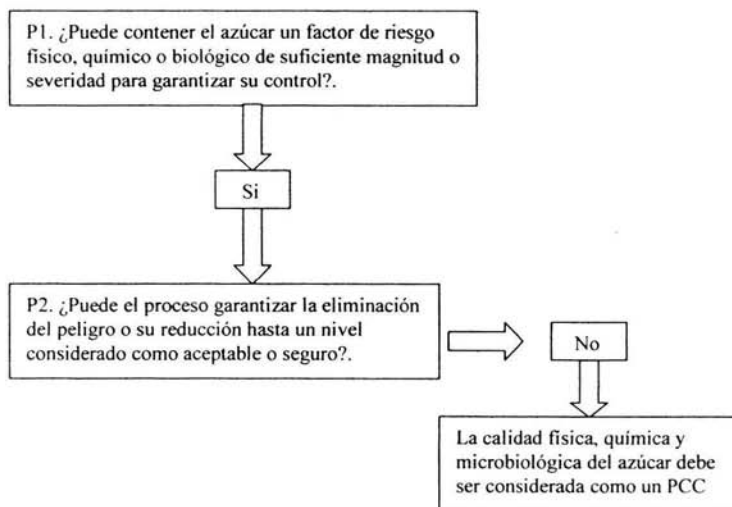 P1. ¿Puede contener el azúcar un factor de riesgo
físico, químico o biológico de suficiente magnitud o
severidad para garantizar su control?.
Si
P2. ¿Puede el proceso garantizar la eliminación
del peligro o su reducción hasta un nivel
considerado como aceptable o seguro?.
No
La calidad física, química y
microbiológica del azúcar debe
ser considerada como un PCC